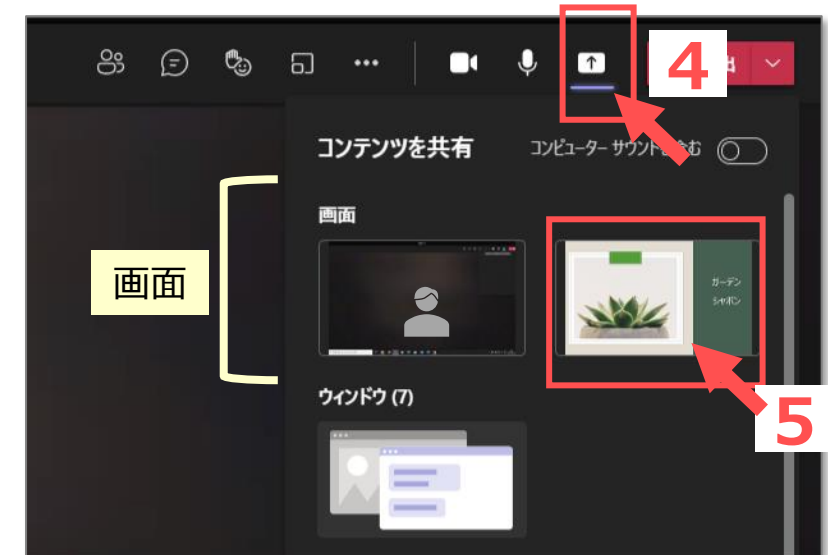 4
出
コンテンツを共有
コンピューター サウンドを含む
画面
画面
ガーデン
シャボン
5
ウィンドウ (7)